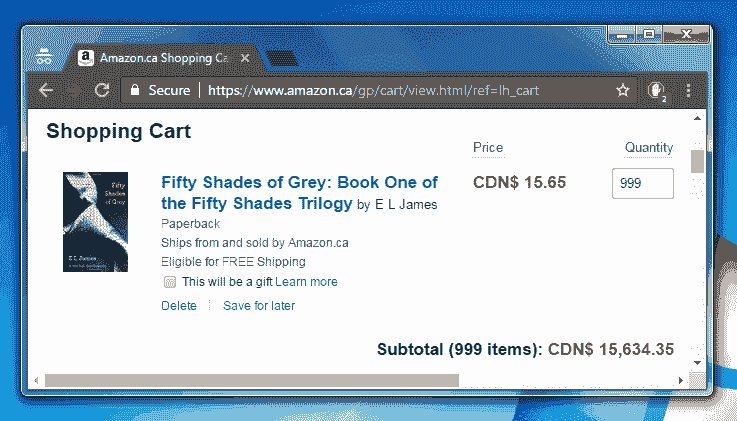 Amazon.ca Shopping Ca
Secure https://www.amazon.ca/gp/cart/view.html/ref=lh_cart
2
Shopping Cart
Price Quantity
Fifty Shades of Grey: Book One of CDN$ 15.65 999
the Fifty Shades Trilogy by E L James
Paperback
Ships from and sold by Amazon.ca
Eligible for FREE Shipping
This will be a gift Learn more
Delete Save for later
Fifty Shades
of Grey
E L James
Subtotal (999 items): CDN$ 15,634.35